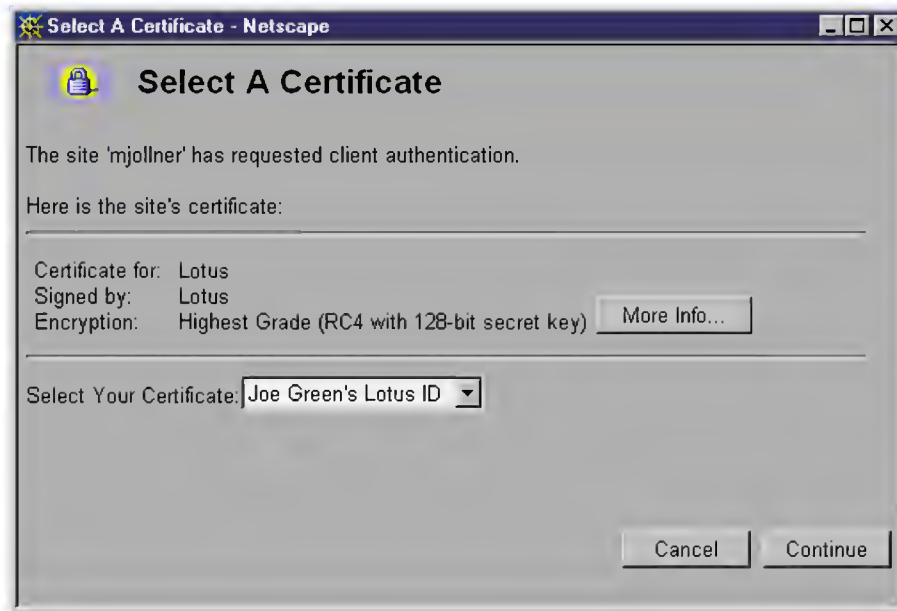 Select A Certificate - Netscape
Select A Certificate
The site 'mjollner' has requested client authentication.
Here is the site's certificate:
Certificate for: Lotus
Signed by: Lotus
Encryption: Highest Grade (RC4 with 128-bit secret key) More Info...
Select Your Certificate: Joe Green's Lotus ID
Cancel Continue